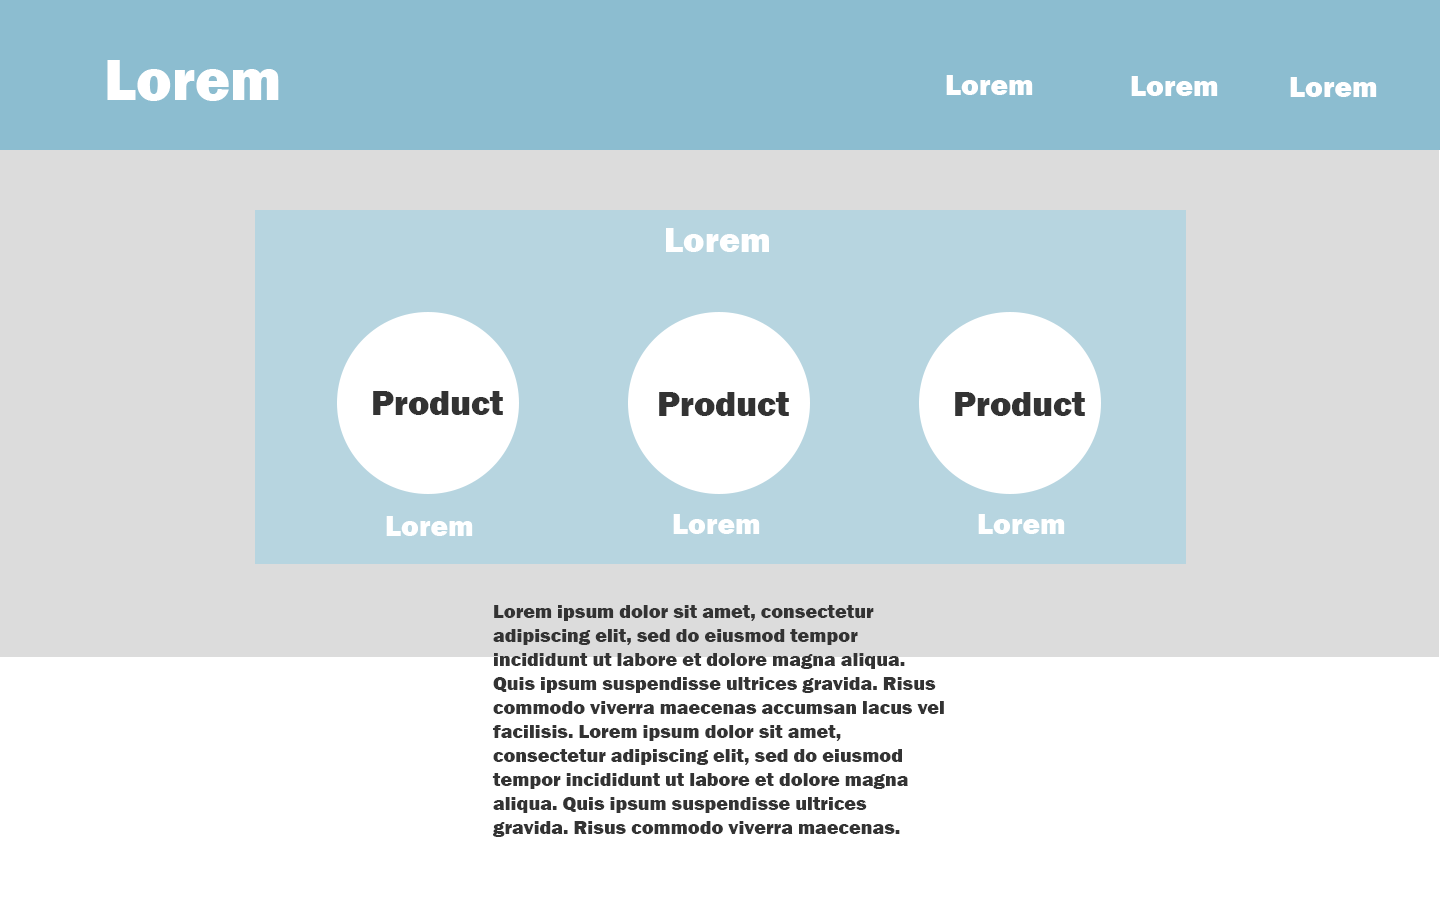 Lorem
Lorem Lorem Lorem
Lorem
Product Product Product
Lorem Lorem Lorem
Lorem ipsum dolor sit amet, consectetur
adipiscing elit, sed do eiusmod tempor
incididunt ut labore et dolore magna aliqua.
Quis ipsum suspendisse ultrices gravida. Risus
commodo viverra maecenas accumsan lacus vel
facilisis. Lorem ipsum dolor sit amet,
consectetur adipiscing elit, sed do eiusmod
tempor incididunt ut labore et dolore magna
aliqua. Quis ipsum suspendisse ultrices
gravida. Risus commodo viverra maecenas.